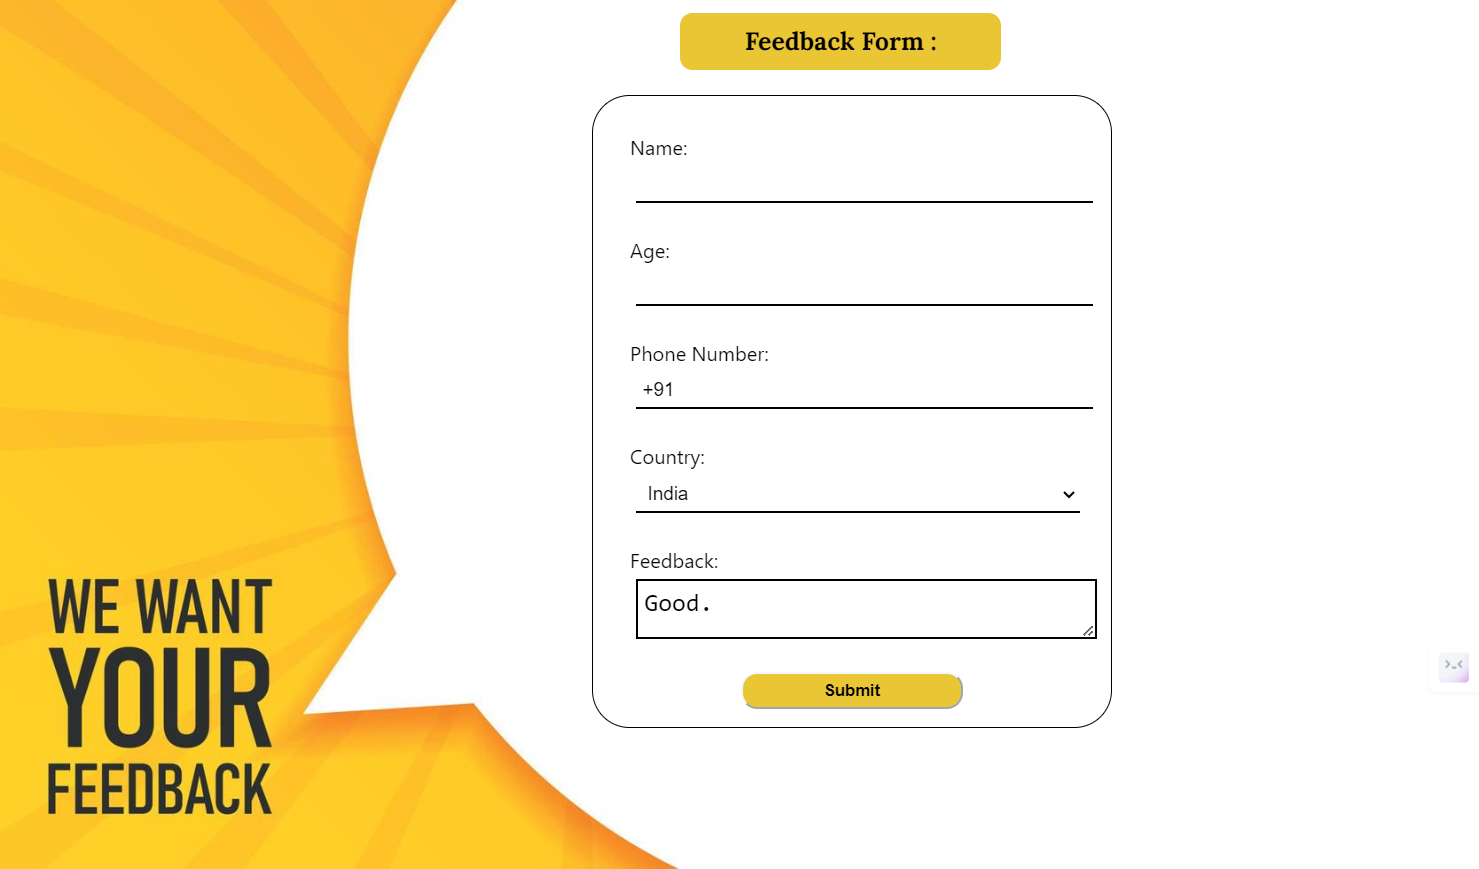 Feedback Form :
Name:
Age:
Phone Number:
+91
Country:
India
Feedback:
Good.
Submit
WE WANT
YOUR
FEEDBACK